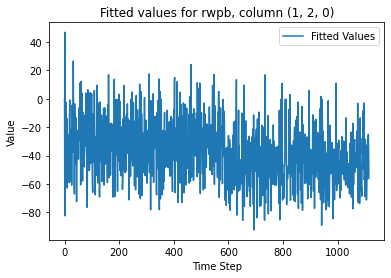 Fitted values for rwpb, column (1, 2, 0)
Fitted Values
Value
40
20
0
−20
−40
−60
−80
0 200 400 600 800 1000
Time Step